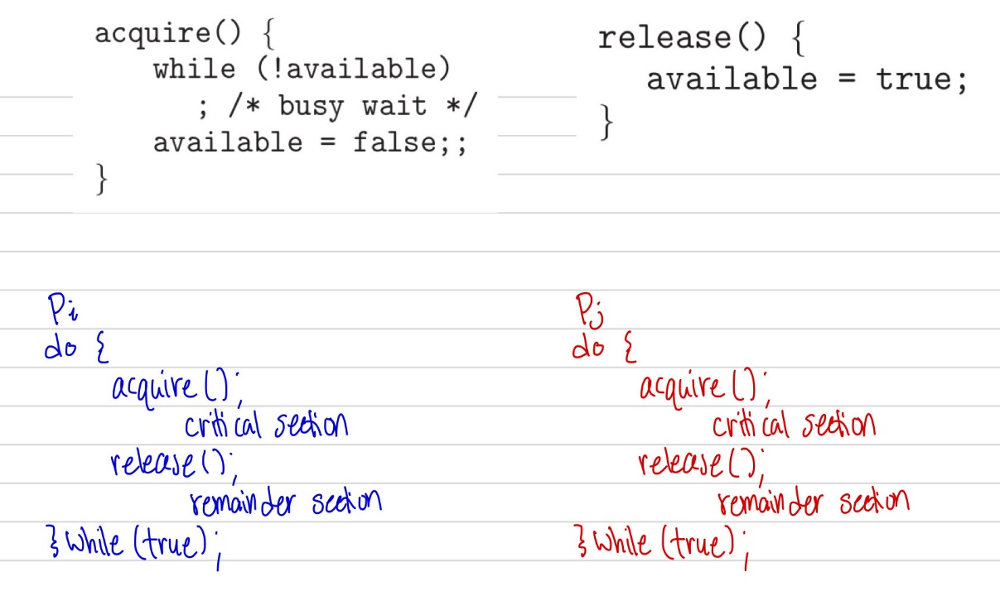 acquire() {
while (!available)
; /* busy wait */
available = false;;
}
release() {
available = true;
}
Pi
do {
acquire();
critical section
release();
remainder section
} while (true);
Pj
do {
acquire();
critical section
release();
remainder section
} while (true);